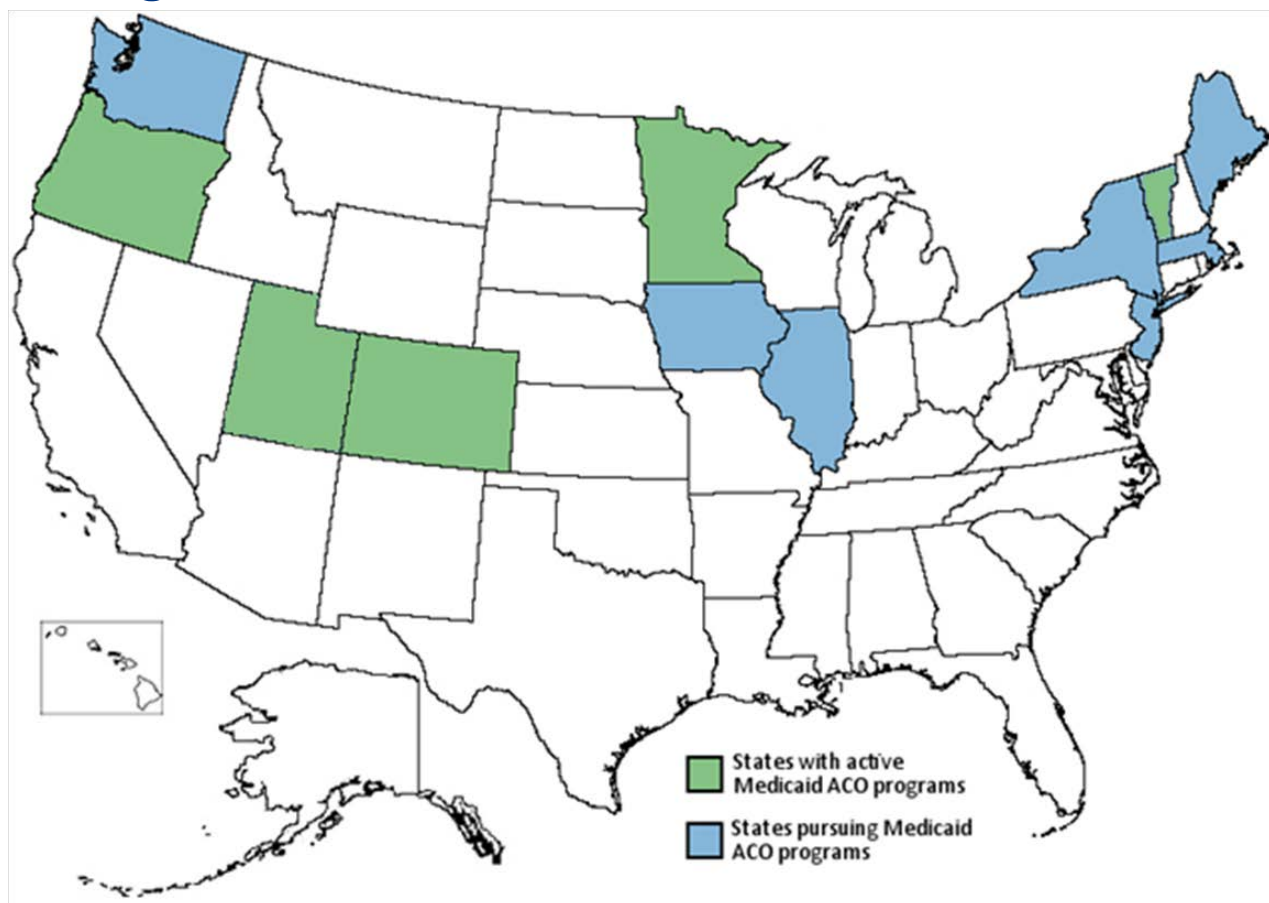 States with active
Medicaid ACO programs
States pursuing Medicaid
ACO programs